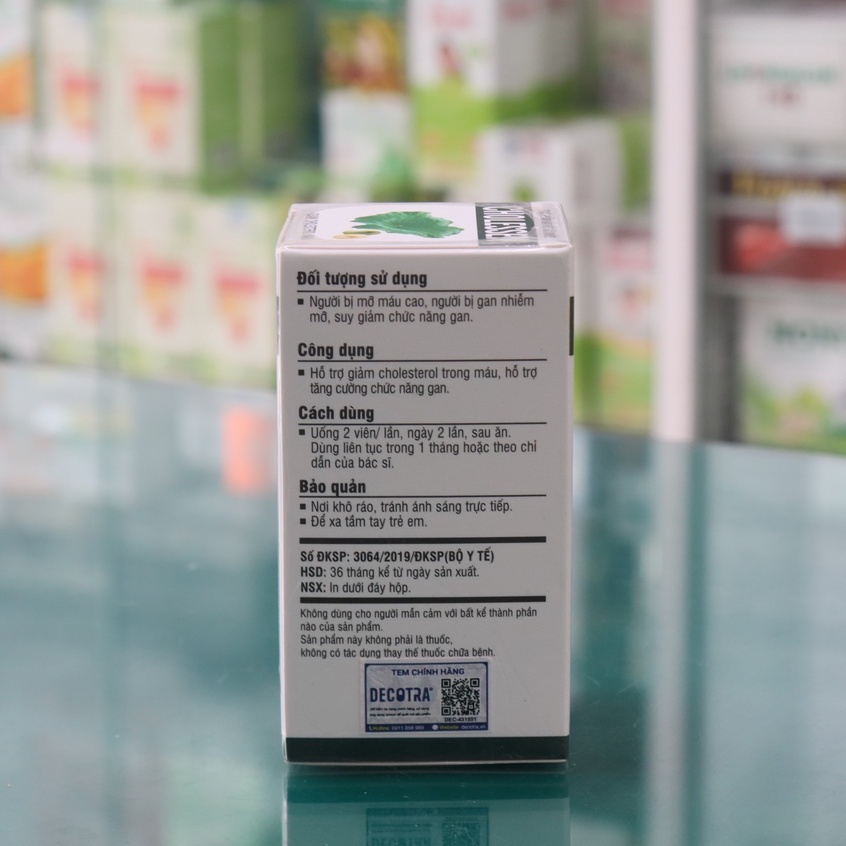 Đối tượng sử dụng
▪ Người bị mỡ máu cao, người bị gan nhiễm
mỡ, suy giảm chức năng gan.
Công dụng
▪ Hỗ trợ giảm cholesterol trong máu, hỗ trợ
tăng cường chức năng gan.
Cách dùng
▪ Uống 2 viên/ lần, ngày 2 lần, sau ăn.
Dùng liên tục trong 1 tháng hoặc theo chỉ
dẫn của bác sĩ.
Bảo quản
▪ Nơi khô ráo, tránh ánh sáng trực tiếp.
▪ Để xa tầm tay trẻ em.
Số ĐKSP: 3064/2019/ĐKSP(BỘ Y TẾ)
HSD: 36 tháng kể từ ngày sản xuất.
NSX: In dưới đáy hộp.
Không dùng cho người mẫn cảm với bất kể thành phần
nào của sản phẩm.
Sản phẩm này không phải là thuốc,
không có tác dụng thay thế thuốc chữa bệnh.
TEM CHÍNH HÃNG
DECOTRA
DEC-431551
Website: decotra.vn